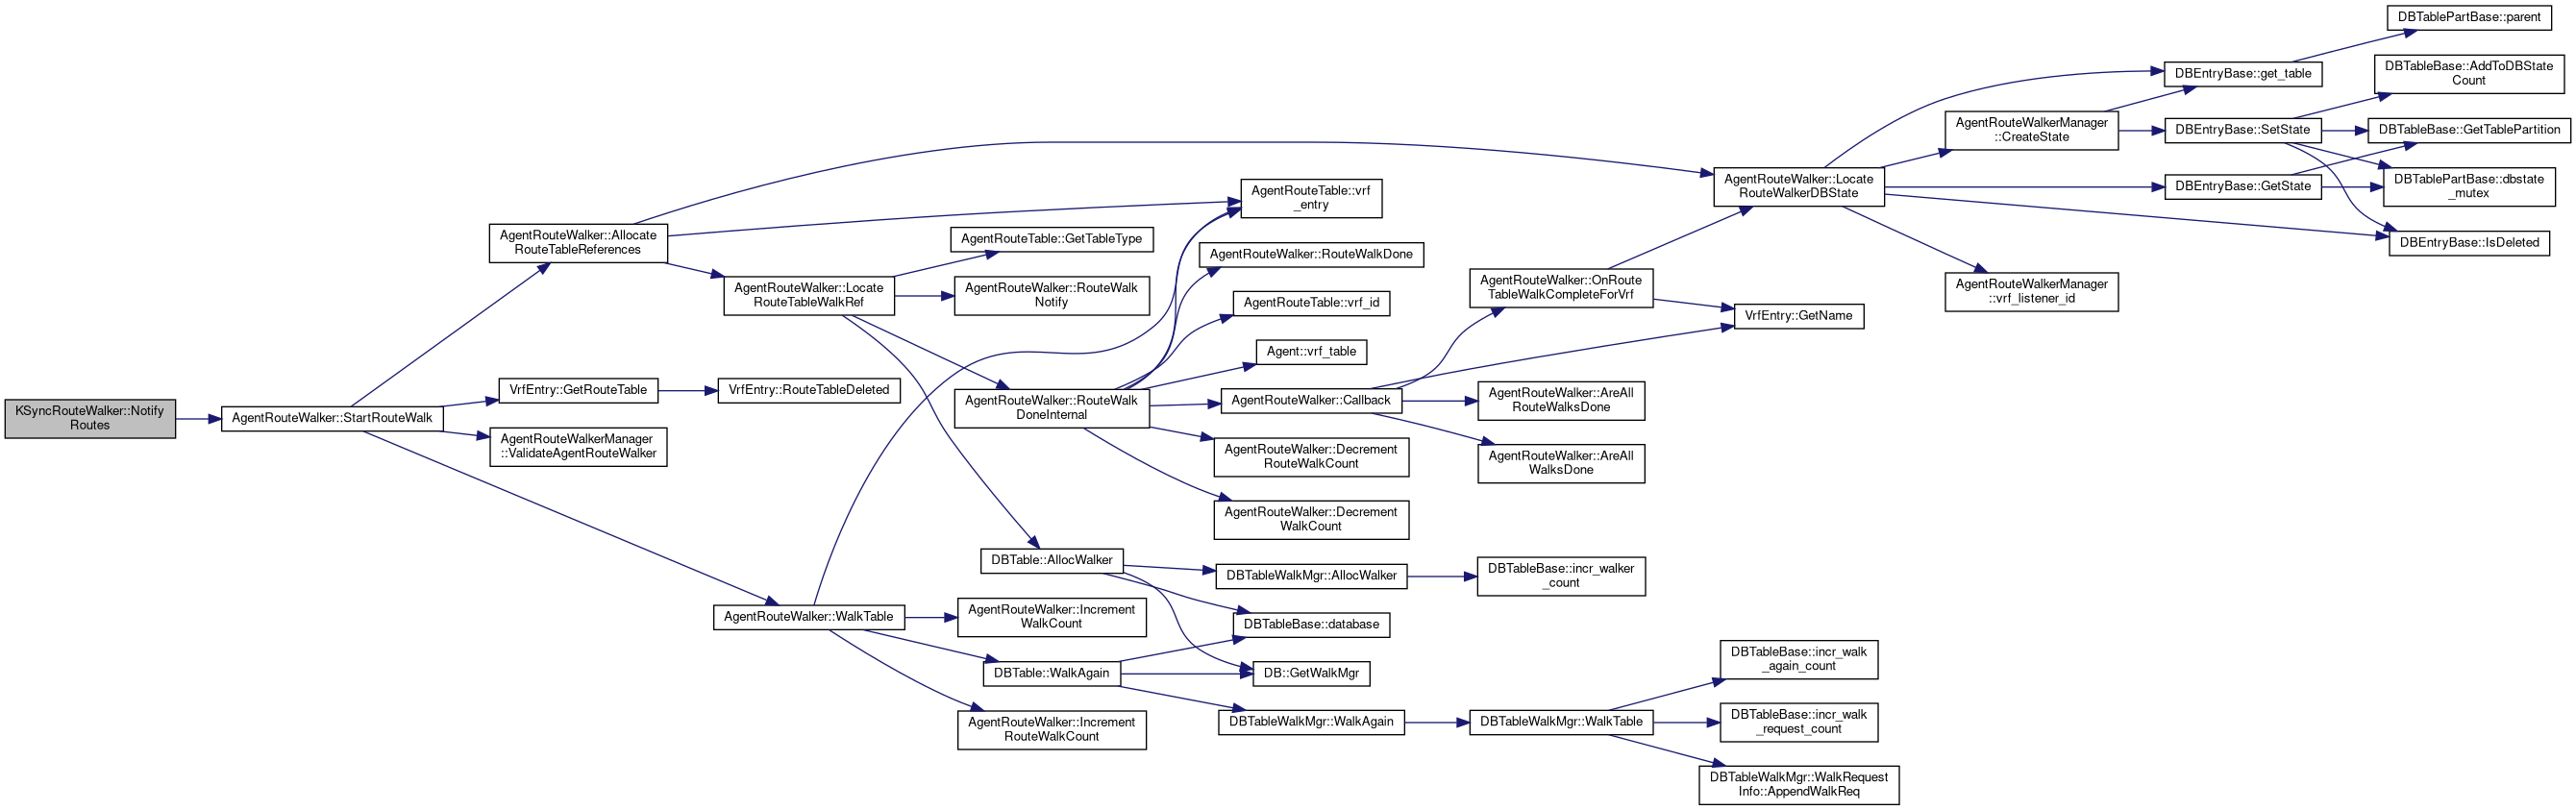 KSyncRouteWalker::Notify
Routes
AgentRouteWalker::StartRouteWalk
AgentRouteWalker::Allocate
RouteTableReferences
VrfEntry::GetRouteTable
AgentRouteWalkerManager
::ValidateAgentRouteWalker
AgentRouteWalker::Locate
RouteTableWalkRef
VrfEntry::RouteTableDeleted
AgentRouteWalker::WalkTable
AgentRouteTable::GetTableType
AgentRouteWalker::RouteWalk
Notify
AgentRouteWalker::RouteWalk
DoneInternal
DBTable::AllocWalker
AgentRouteWalker::Increment
WalkCount
DBTable::WalkAgain
AgentRouteWalker::Increment
RouteWalkCount
AgentRouteTable::vrf
_entry
AgentRouteWalker::RouteWalkDone
AgentRouteTable::vrf_id
Agent::vrf_table
AgentRouteWalker::Callback
AgentRouteWalker::Decrement
RouteWalkCount
AgentRouteWalker::Decrement
WalkCount
DBTableWalkMgr::AllocWalker
DBTableBase::database
DB::GetWalkMgr
DBTableWalkMgr::WalkAgain
AgentRouteWalker::OnRoute
TableWalkCompleteForVrf
AgentRouteWalker::AreAll
RouteWalksDone
AgentRouteWalker::AreAll
WalksDone
DBTableBase::incr_walker
_count
DBTableWalkMgr::WalkTable
AgentRouteWalker::Locate
RouteWalkerDBState
VrfEntry::GetName
DBTableBase::incr_walk
_again_count
DBTableBase::incr_walk
_request_count
DBTableWalkMgr::WalkRequest
Info::AppendWalkReq
AgentRouteWalkerManager
::CreateState
AgentRouteWalkerManager
::vrf_listener_id
DBEntryBase::get_table
DBEntryBase::SetState
DBEntryBase::GetState
DBTablePartBase::parent
DBTableBase::AddToDBState
Count
DBTableBase::GetTablePartition
DBTablePartBase::dbstate
_mutex
DBEntryBase::IsDeleted